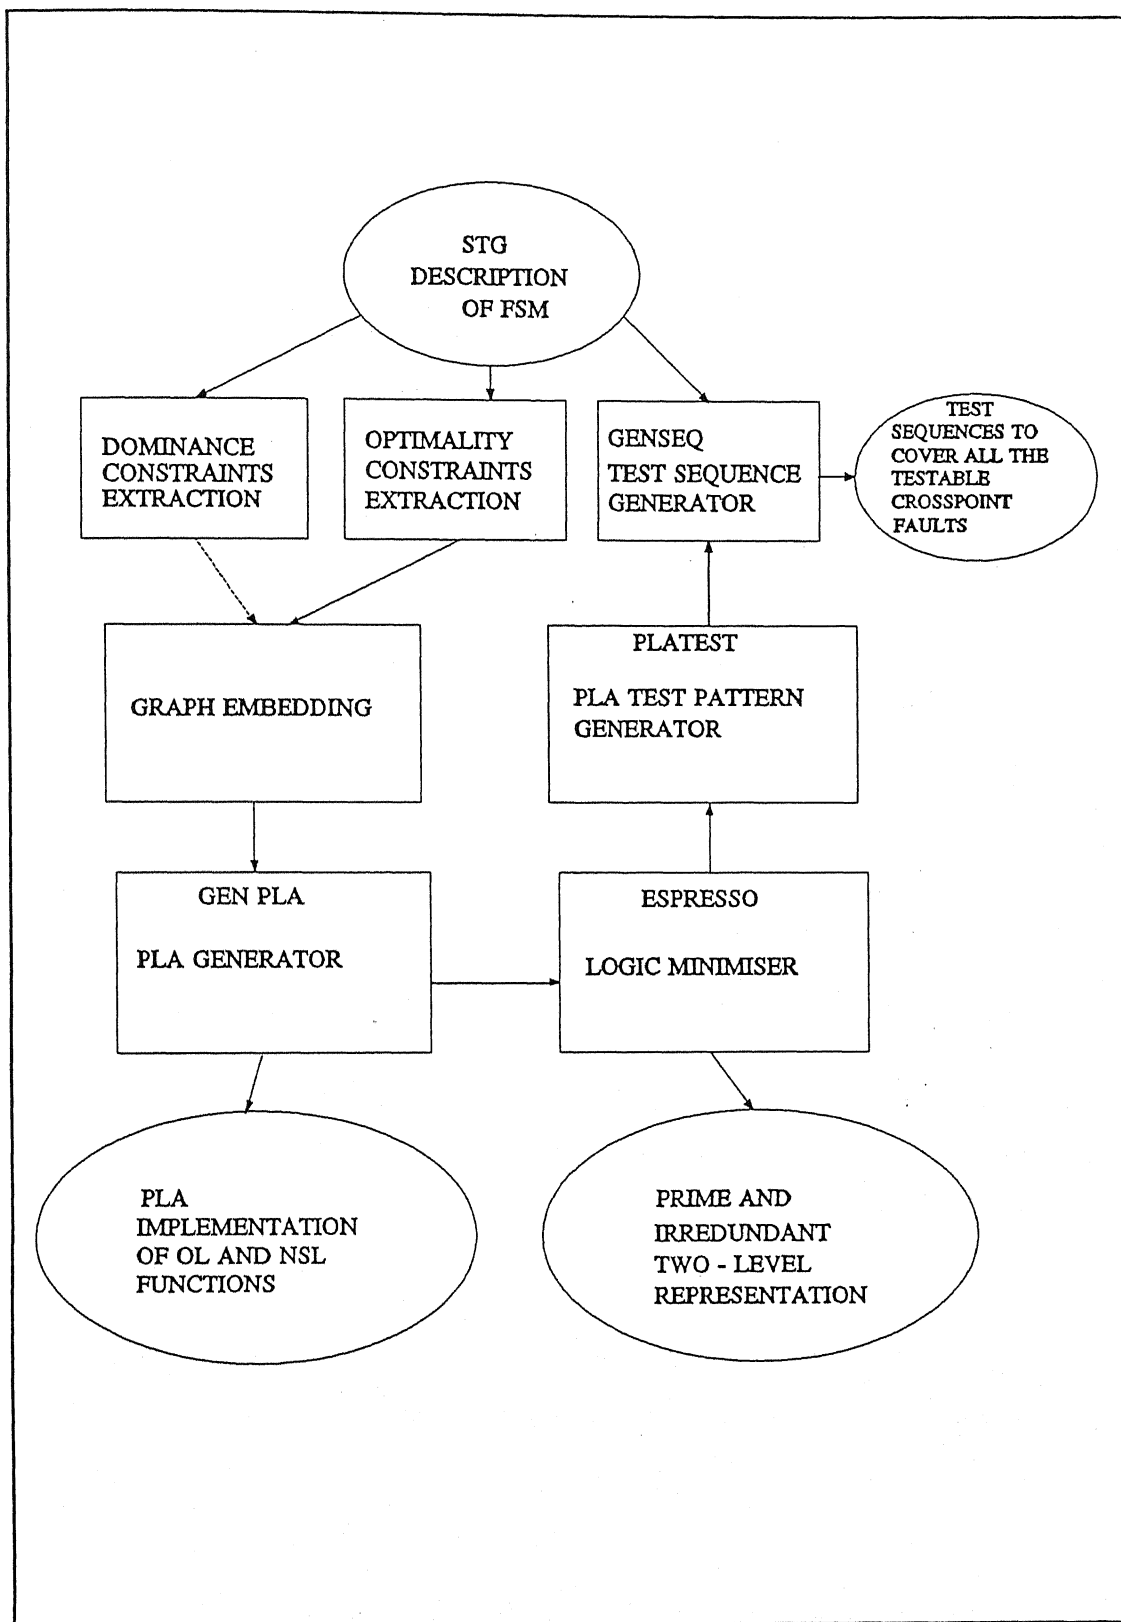 STG
DESCRIPTION
OF FSM
DOMINANCE
CONSTRAINTS
EXTRACTION
OPTIMALITY
CONSTRAINTS
EXTRACTION
GENSEQ
TEST SEQUENCE
GENERATOR
TEST
SEQUENCES TO
COVER ALL THE
TESTABLE
CROSSPOINT
FAULTS
GRAPH EMBEDDING
PLATEST
PLA TEST PATTERN
GENERATOR
GEN PLA
PLA GENERATOR
ESPRESSO
LOGIC MINIMISER
PLA
IMPLEMENTATION
OF OL AND NSL
FUNCTIONS
PRIME AND
IRREDUNDANT
TWO - LEVEL
REPRESENTATION